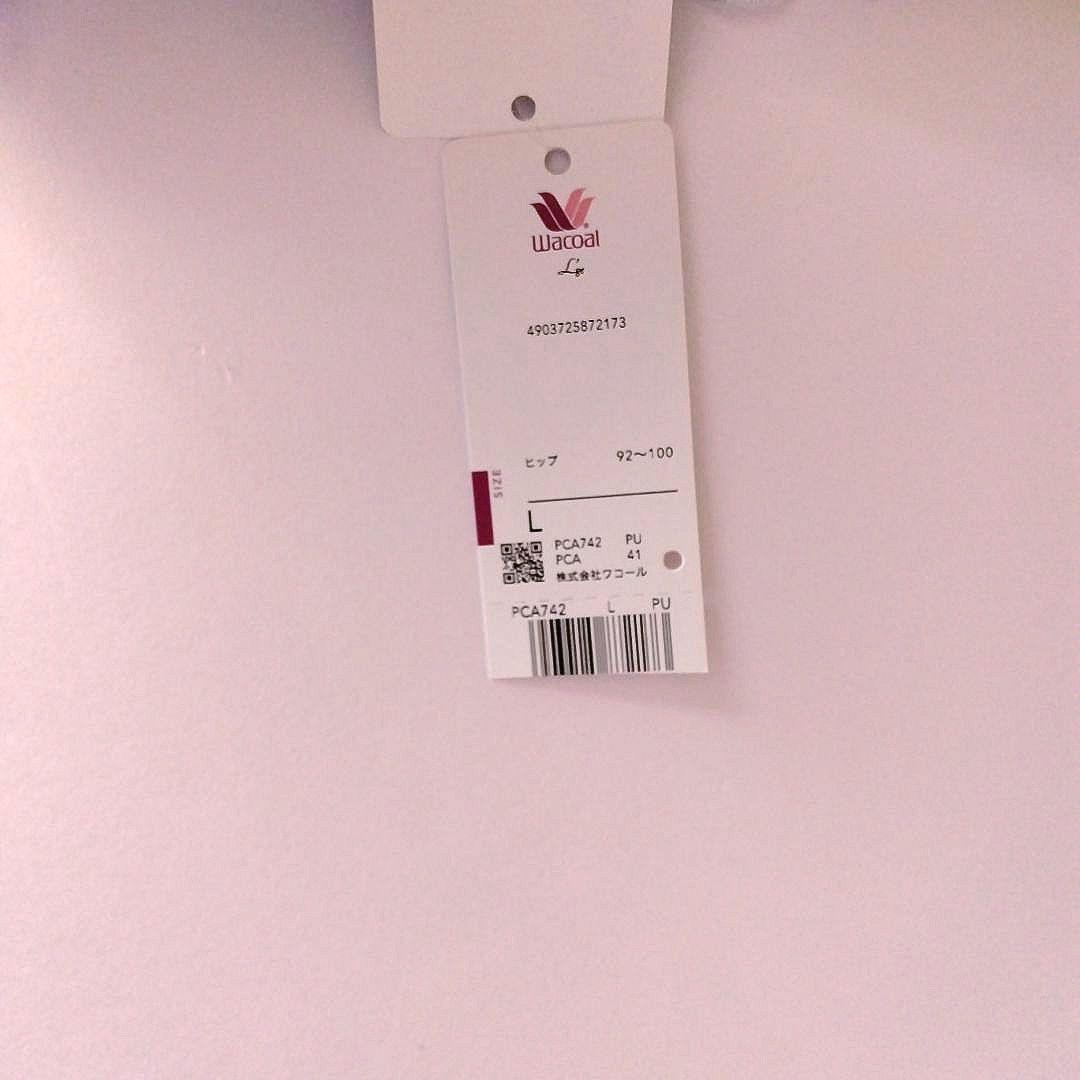 Wacoal
L'ge
4903725872173
ヒップ 92〜100
SIZE
L
PCA742 PU
PCA 41
株式会社ワコール
PCA742 L PU